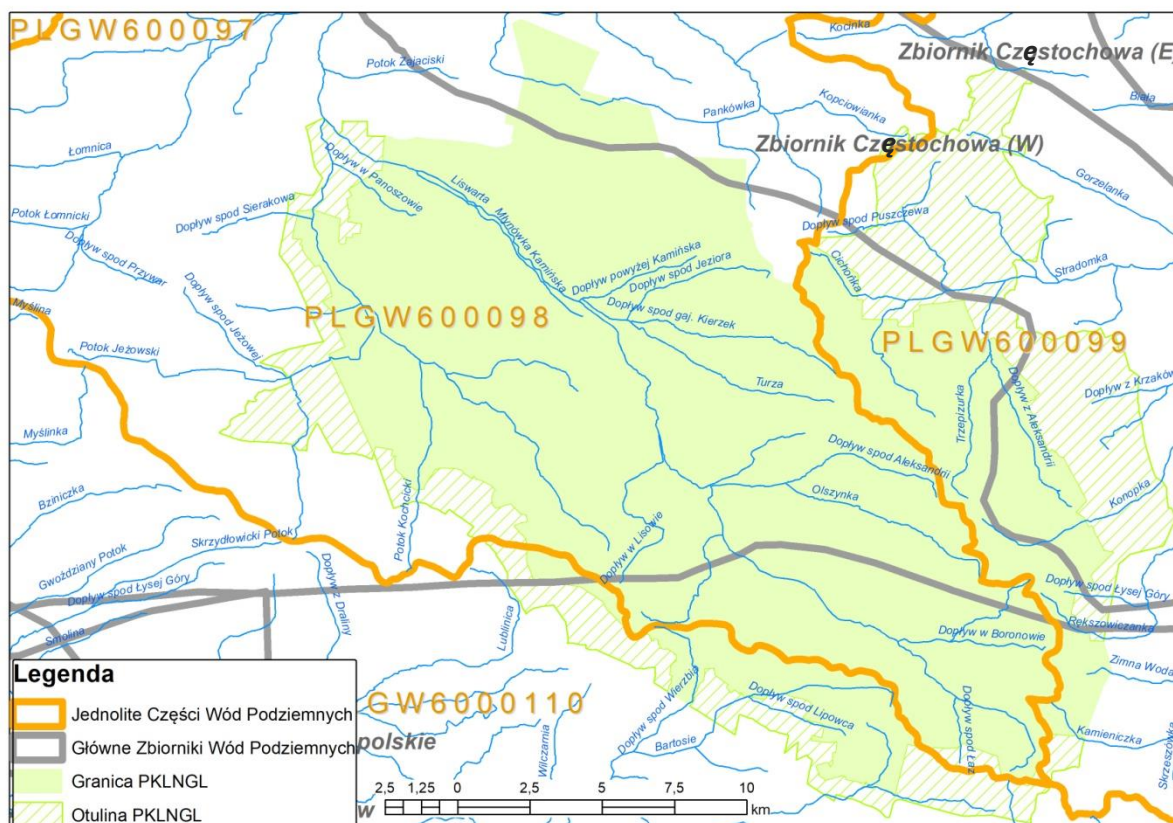 PLGW600097
Kocinka
Zbiornik Częstochowa (E)
Potok Zajaciski
Pankówka
Kopciowianka
Biała
Zbiornik Częstochowa (W)
Łomnica
Liswarta
Gorzelanka
Dopływ w Panoszowie
Dopływ spod Sierakowa
Młynówka Kamińska
Potok Łomnicki
Dopływ spod Puszczewa
Dopływ spod Przywar
Dopływ powyżej Kamińska
Dopływ spod Jeziora
Cichońka
Stradomka
Dopływ spod Jeżowej
Myślina
PLGW600098
Dopływ spod gaj. Kierzek
PLGW600099
Potok Jeżowski
Turza
Trzepizurka
Dopływ z Aleksandrii
Dopływ z Krzaków
Myślinka
Dopływ spod Aleksandrii
Bziniczka
Olszynka
Konopka
Potok Kochcicki
Skrzydłowicki Potok
Gwoździany Potok
Dopływ w Lisowie
Dopływ spod Łysej Góry
Dopływ z Draliny
Dopływ spod Łysej Góry
Smolina
Lublinica
Dopływ w Boronowie
Rększowiczanka
Zimna Woda
Legenda
Jednolite Części Wód Podziemnych
Główne Zbiorniki Wód Podziemnych
Granica PKLNGL
Otulina PKLNGL
GW6000110
polskie
w
Wilczarnia
Dopływ spod Wierzbia
Bartosie
Dopływ spod Lipowca
Dopływ spod Łaz
Kamieniczka
Skrzeszówka
2,5 1,25 0 2,5 5 7,5 10
km